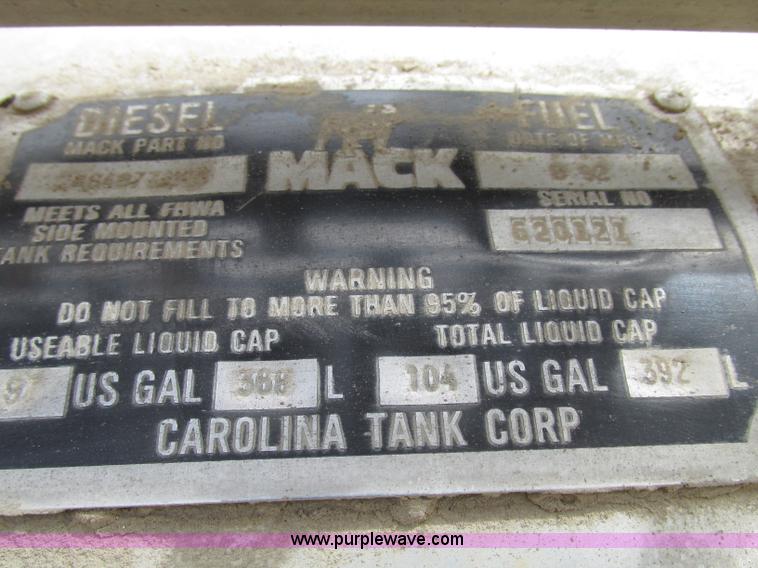 DIESEL FUEL
MACK PART NO DATE OF MFG
MACK
MEETS ALL FHWA SERIAL NO
SIDE MOUNTED
TANK REQUIREMENTS
WARNING
DO NOT FILL TO MORE THAN 95% OF LIQUID CAP
USEABLE LIQUID CAP TOTAL LIQUID CAP
US GAL L 104 US GAL 392 L
CAROLINA TANK CORP
www.purplewave.com